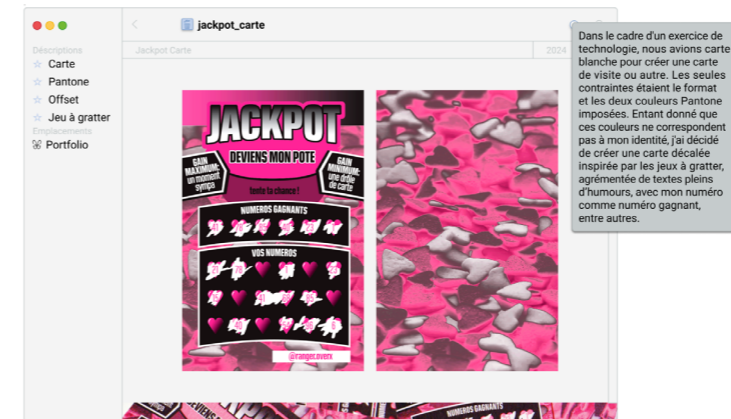 jackpot_carte
Déscriptions
Carte
Pantone
Offset
Jeu à gratter
Emplacements
Portfolio
Jackpot Carte
2024
JACKPOT
DEVIENS MON POTE
GAIN
MAXIMUM:
un moment
sympa
GAIN
MINIMUM:
une drôle
de carte
tente ta chance !
NUMEROS GAGNANTS
VOS NUMEROS
@ranger.overx
Dans le cadre d'un exercice de
technologie, nous avions carte
blanche pour créer une carte
de visite ou autre. Les seules
contraintes étaient le format
et les deux couleurs Pantone
imposées. Entant donné que
ces couleurs ne correspondent
pas à mon identité, j'ai décidé
de créer une carte décalée
inspirée par les jeux à gratter,
agrémentée de textes pleins
d'humours, avec mon numéro
comme numéro gagnant,
entre autres.
NUMEROS GAGNANTS